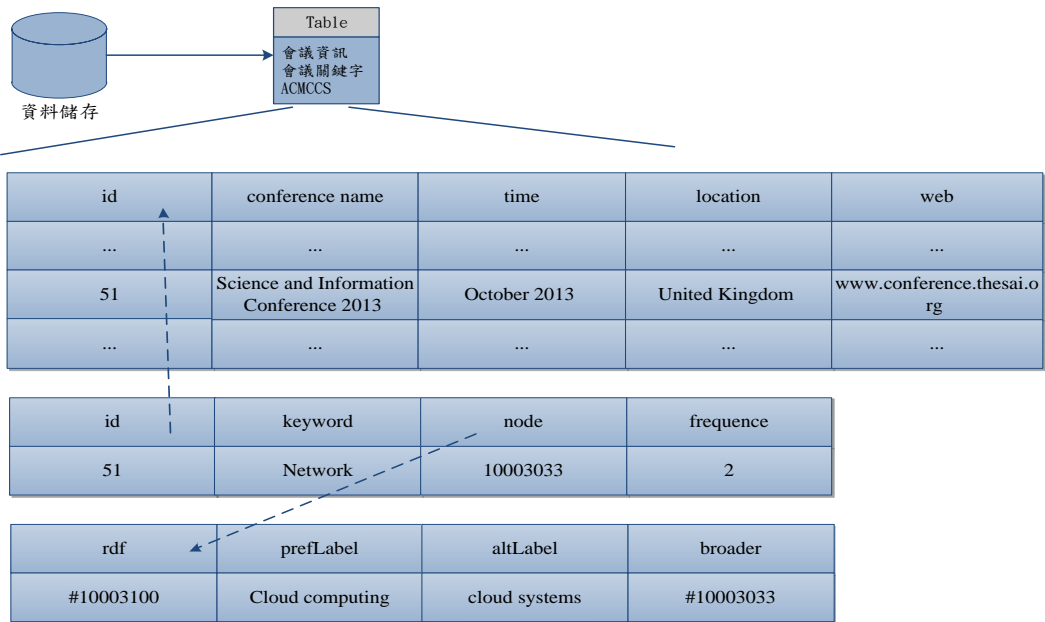 Table
會議資訊
會議關鍵字
ACMCCS
資料儲存
id conference name time location web
... ... ... ... ...
51 Science and Information Conference 2013 October 2013 United Kingdom www.conference.thesai.org
... ... ... ... ...
id keyword node frequence
51 Network 10003033 2
rdf prefLabel altLabel broader
#10003100 Cloud computing cloud systems #10003033